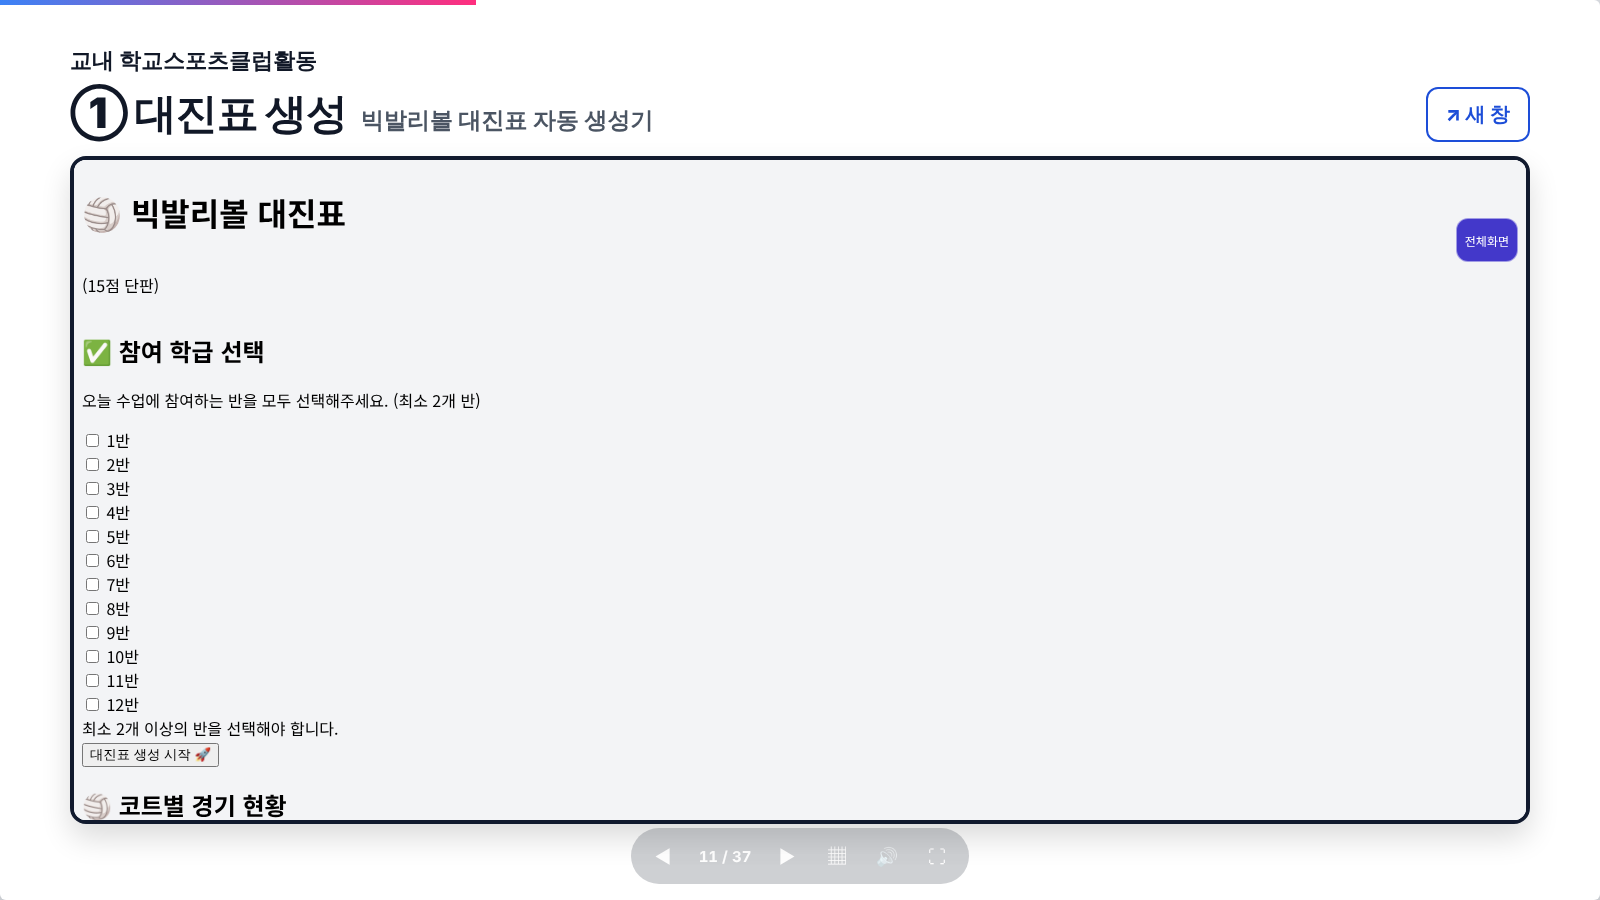 교내 학교스포츠클럽활동
①대진표 생성 빅발리볼 대진표 자동 생성기
↗ 새 창
🏐 빅발리볼 대진표
전체화면
(15점 단판)
✅ 참여 학급 선택
오늘 수업에 참여하는 반을 모두 선택해주세요. (최소 2개 반)
1반
2반
3반
4반
5반
6반
7반
8반
9반
10반
11반
12반
최소 2개 이상의 반을 선택해야 합니다.
대진표 생성 시작 🚀
🏐 코트별 경기 현황
◀ 11 / 37 ▶